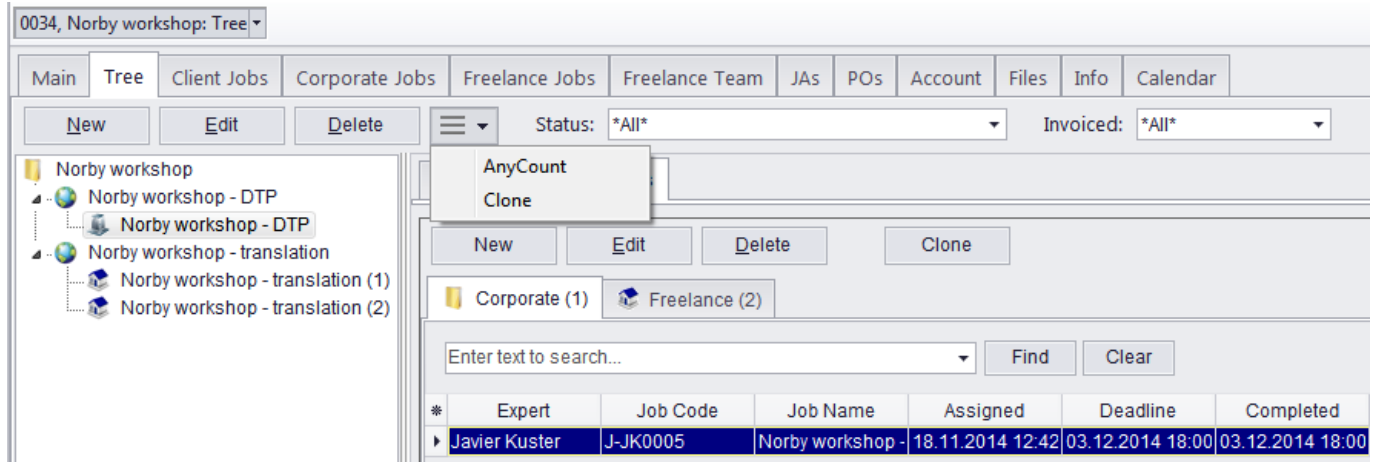 0034, Norby workshop: Tree
Main Tree Client Jobs Corporate Jobs Freelance Jobs Freelance Team JAs POs Account Files Info Calendar
New Edit Delete Status: *All* Invoiced: *All*
Norby workshop
Norby workshop - DTP
Norby workshop - DTP
Norby workshop - translation
Norby workshop - translation (1)
Norby workshop - translation (2)
AnyCount
Clone
New Edit Delete Clone
Corporate (1) Freelance (2)
Enter text to search... Find Clear
Expert Job Code Job Name Assigned Deadline Completed
Javier Kuster J-JK0005 Norby workshop - 18.11.2014 12:42 03.12.2014 18:00 03.12.2014 18:00